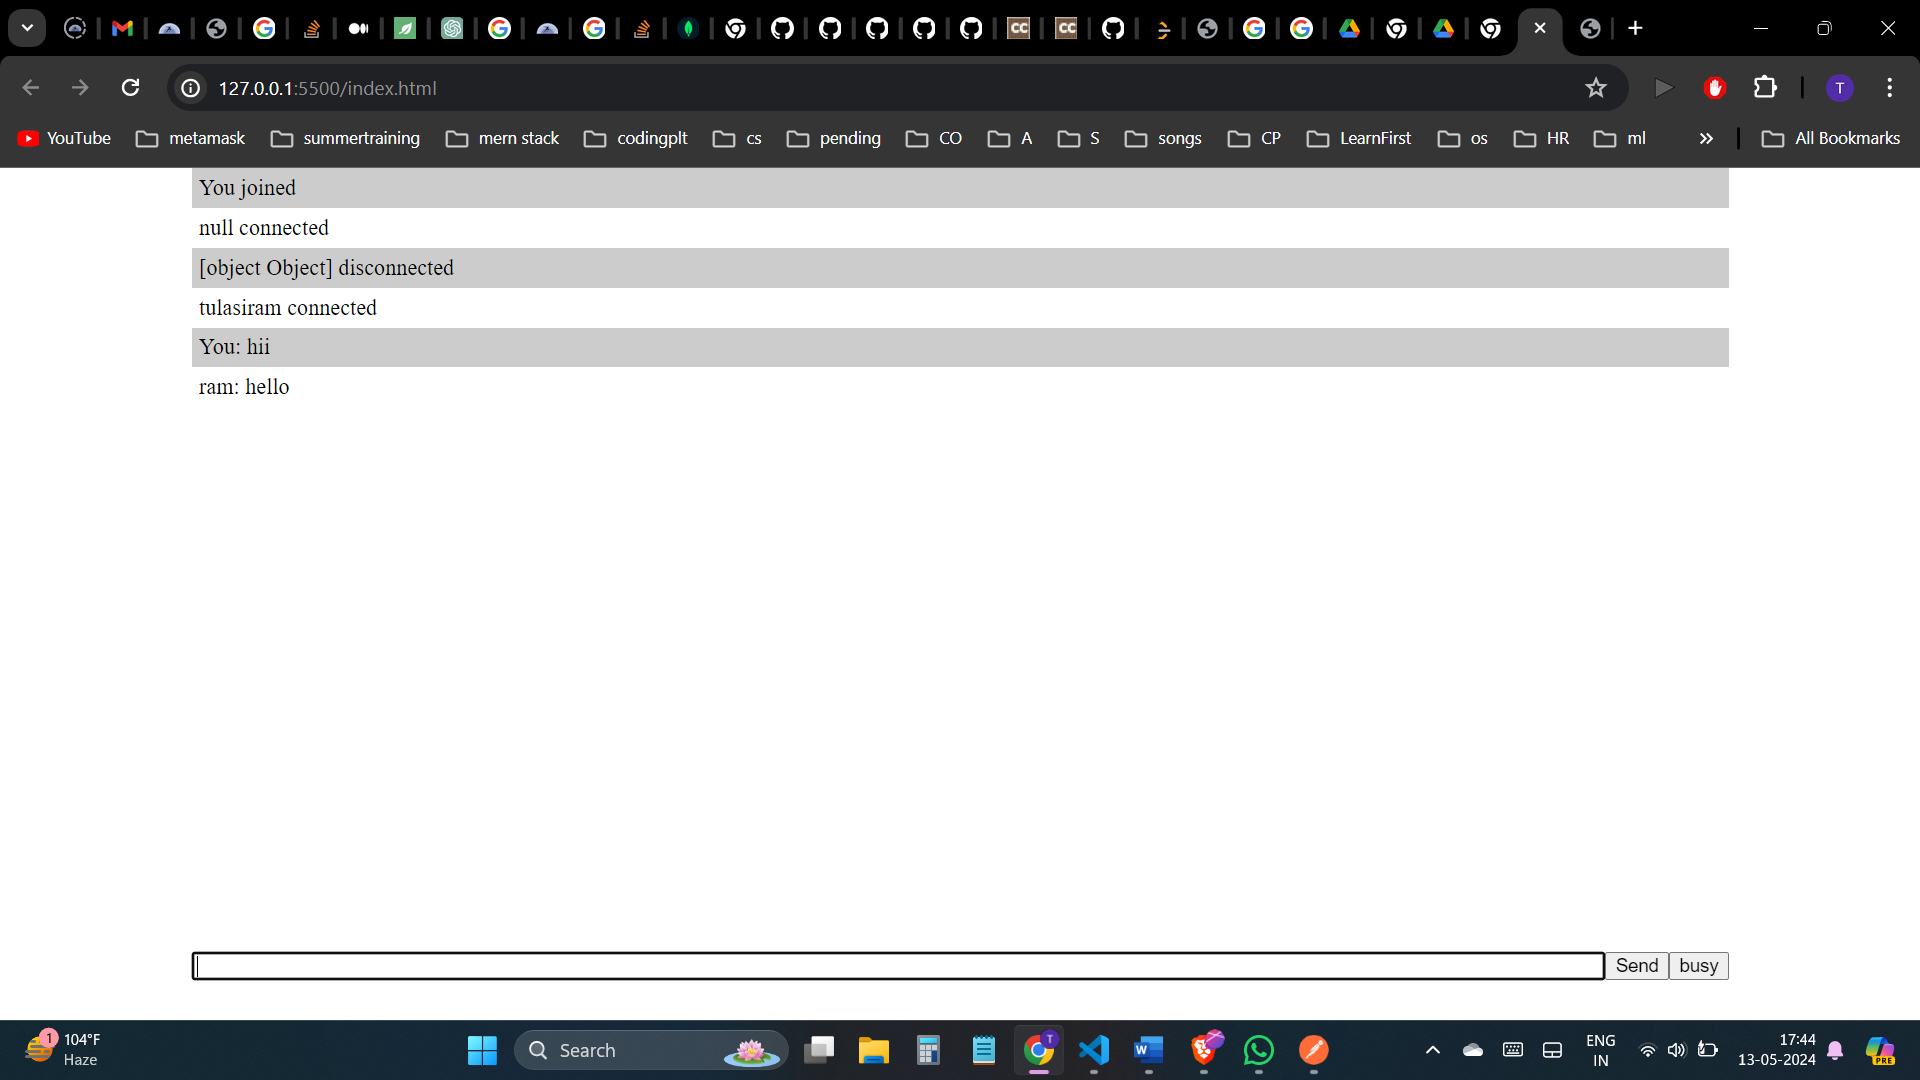 127.0.0.1:5500/index.html
T
YouTube metamask summertraining mern stack codingplt cs pending CO A S songs CP LearnFirst os HR ml » All Bookmarks
You joined
null connected
[object Object] disconnected
tulasiram connected
You: hii
ram: hello
Send busy
1 104°F
Haze
Search
ENG
IN
17:44
13-05-2024
PRE